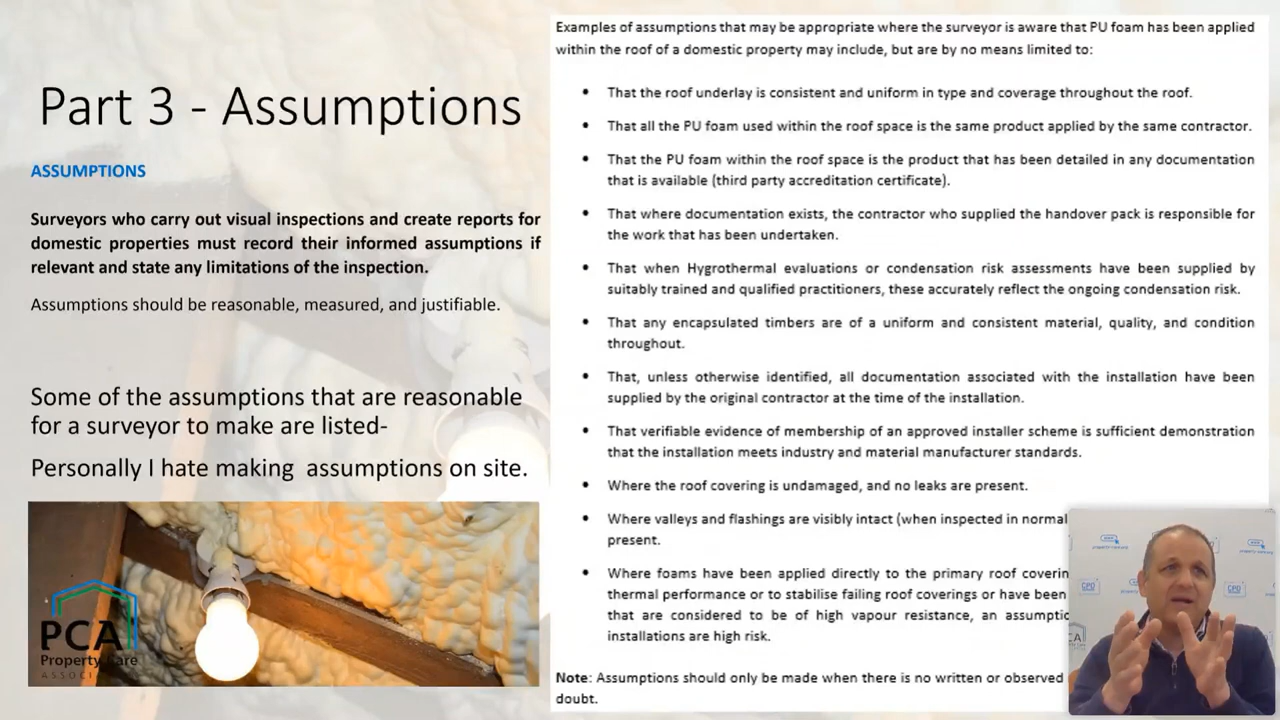 Part 3 - Assumptions
ASSUMPTIONS
Surveyors who carry out visual inspections and create reports for
domestic properties must record their informed assumptions if
relevant and state any limitations of the inspection.
Assumptions should be reasonable, measured, and justifiable.
Some of the assumptions that are reasonable
for a surveyor to make are listed-
Personally I hate making assumptions on site.
PCA
Property Care
Examples of assumptions that may be appropriate where the surveyor is aware that PU foam has been applied
within the roof of a domestic property may include, but are by no means limited to:
• That the roof underlay is consistent and uniform in type and coverage throughout the roof.
• That all the PU foam used within the roof space is the same product applied by the same contractor.
• That the PU foam within the roof space is the product that has been detailed in any documentation
that is available (third party accreditation certificate).
• That where documentation exists, the contractor who supplied the handover pack is responsible for
the work that has been undertaken.
• That when Hygrothermal evaluations or condensation risk assessments have been supplied by
suitably trained and qualified practitioners, these accurately reflect the ongoing condensation risk.
• That any encapsulated timbers are of a uniform and consistent material, quality, and condition
throughout.
• That, unless otherwise identified, all documentation associated with the installation have been
supplied by the original contractor at the time of the installation.
• That verifiable evidence of membership of an approved installer scheme is sufficient demonstration
that the installation meets industry and material manufacturer standards.
• Where the roof covering is undamaged, and no leaks are present.
• Where valleys and flashings are visibly intact (when inspected in normal
present.
• Where foams have been applied directly to the primary roof
thermal performance or to stabilise failing roof coverings or have been
that are considered to be of high vapour resistance, an
installations are high risk.
Note: Assumptions should only be made when there is no written or observed
doubt.
CPD
CPD